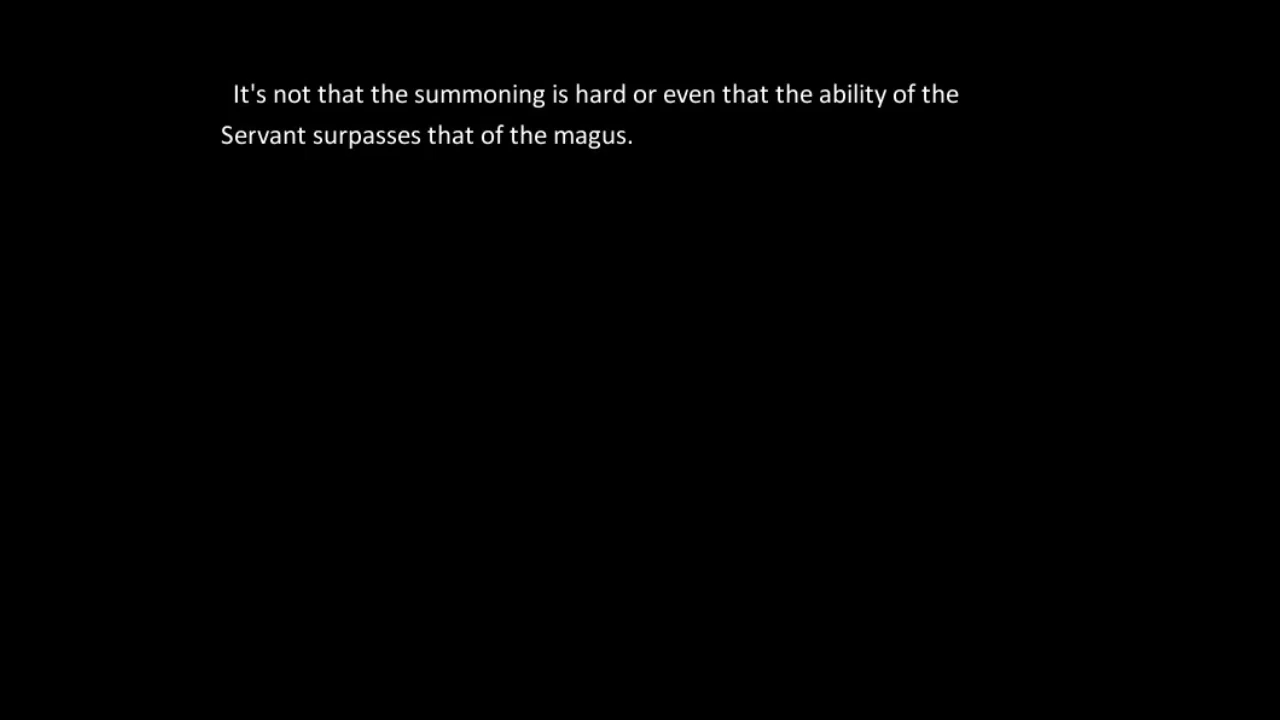 It's not that the summoning is hard or even that the ability of the
Servant surpasses that of the magus.